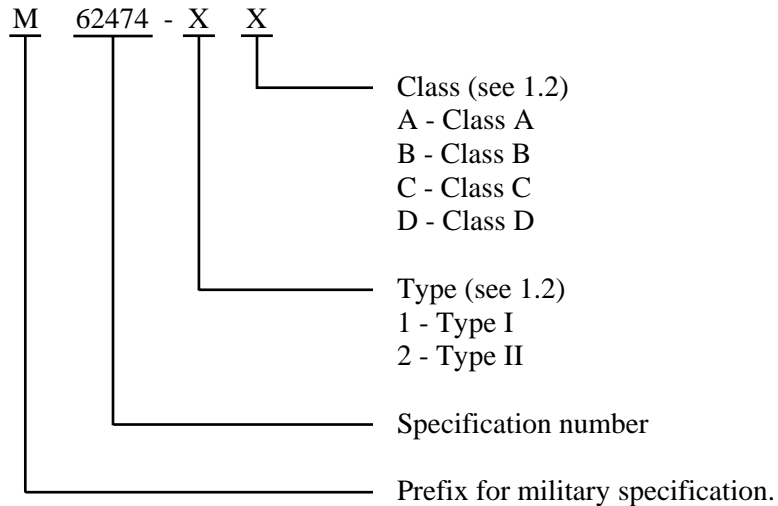 M 62474 - X X
Class (see 1.2)
A - Class A
B - Class B
C - Class C
D - Class D
Type (see 1.2)
1 - Type I
2 - Type II
Specification number
Prefix for military specification.